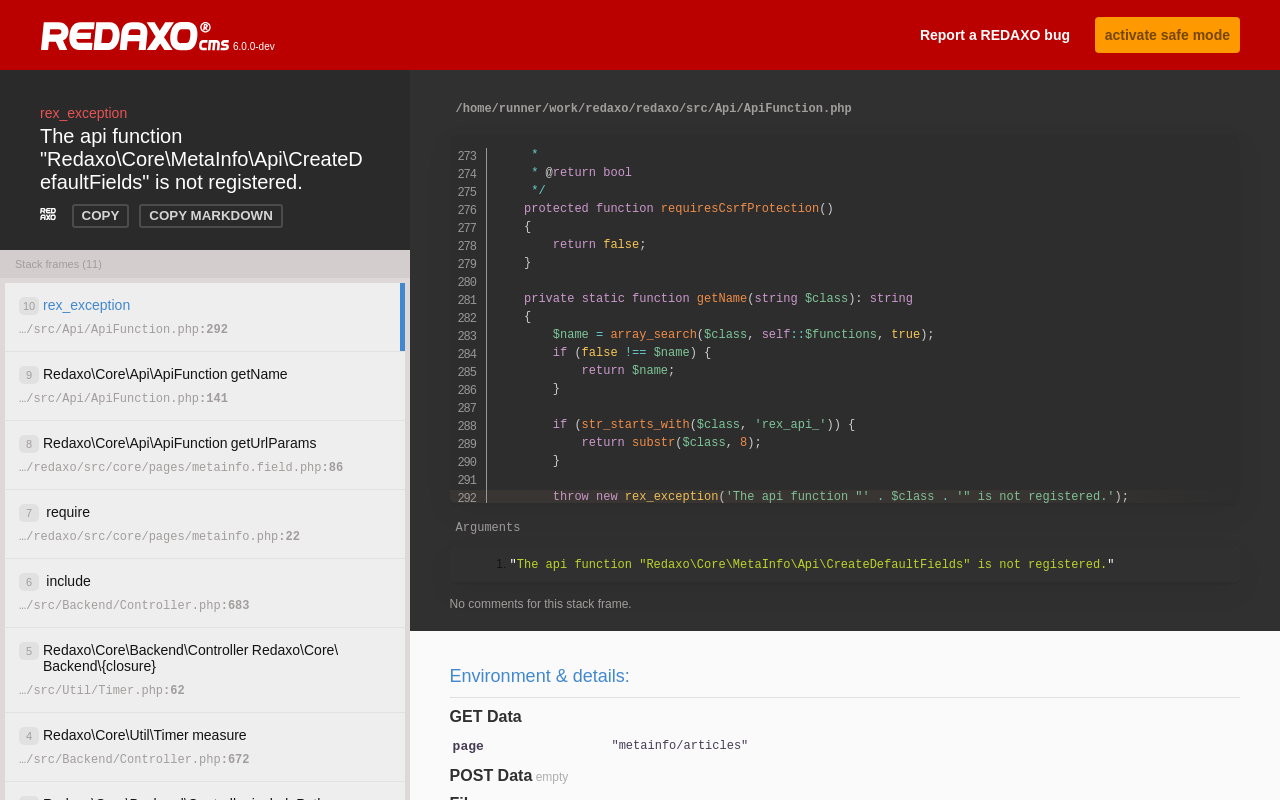 REDAXO® cms 6.0.0-dev
Report a REDAXO bug
activate safe mode
rex_exception
The api function
"Redaxo\Core\MetaInfo\Api\CreateD
efaultFields" is not registered.
REDAXO
COPY
COPY MARKDOWN
Stack frames (11)
10 rex_exception
…/src/Api/ApiFunction.php:292
9 Redaxo\Core\Api\ApiFunction getName
…/src/Api/ApiFunction.php:141
8 Redaxo\Core\Api\ApiFunction getUrlParams
…/redaxo/src/core/pages/metainfo.field.php:86
7 require
…/redaxo/src/core/pages/metainfo.php:22
6 include
…/src/Backend/Controller.php:683
5 Redaxo\Core\Backend\Controller Redaxo\Core\
Backend\{closure}
…/src/Util/Timer.php:62
4 Redaxo\Core\Util\Timer measure
…/src/Backend/Controller.php:672
/home/runner/work/redaxo/redaxo/src/Api/ApiFunction.php
273 *
274 * @return bool
275 */
276 protected function requiresCsrfProtection()
277 {
278 return false;
279 }
280
281 private static function getName(string $class): string
282 {
283 $name = array_search($class, self::$functions, true);
284 if (false !== $name) {
285 return $name;
286 }
287
288 if (str_starts_with($class, 'rex_api_')) {
289 return substr($class, 8);
290 }
291
292 throw new rex_exception('The api function "' . $class . '" is not registered.');
Arguments
1. "The api function "Redaxo\Core\MetaInfo\Api\CreateDefaultFields" is not registered."
No comments for this stack frame.
Environment & details:
GET Data
page "metainfo/articles"
POST Data empty